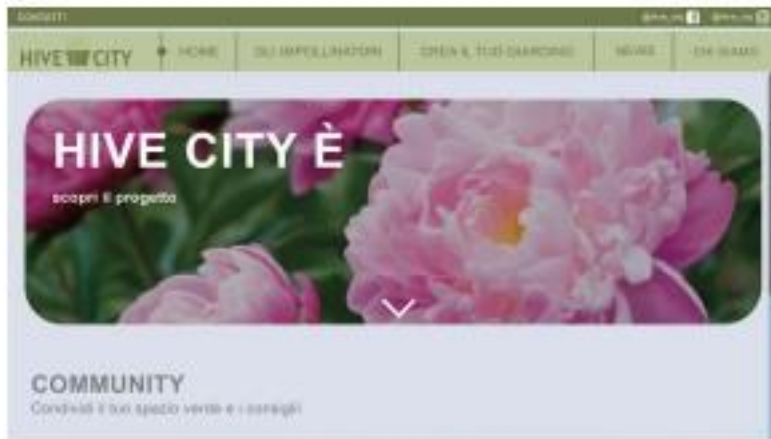 CONTATTI
HIVE CITY HOME GLI IMPOLLINATORI CREA IL TUO GIARDINO NEWS CHI SIAMO
HIVE CITY È
scopri il progetto
COMMUNITY
Condividi il tuo spazio verde e i consigli